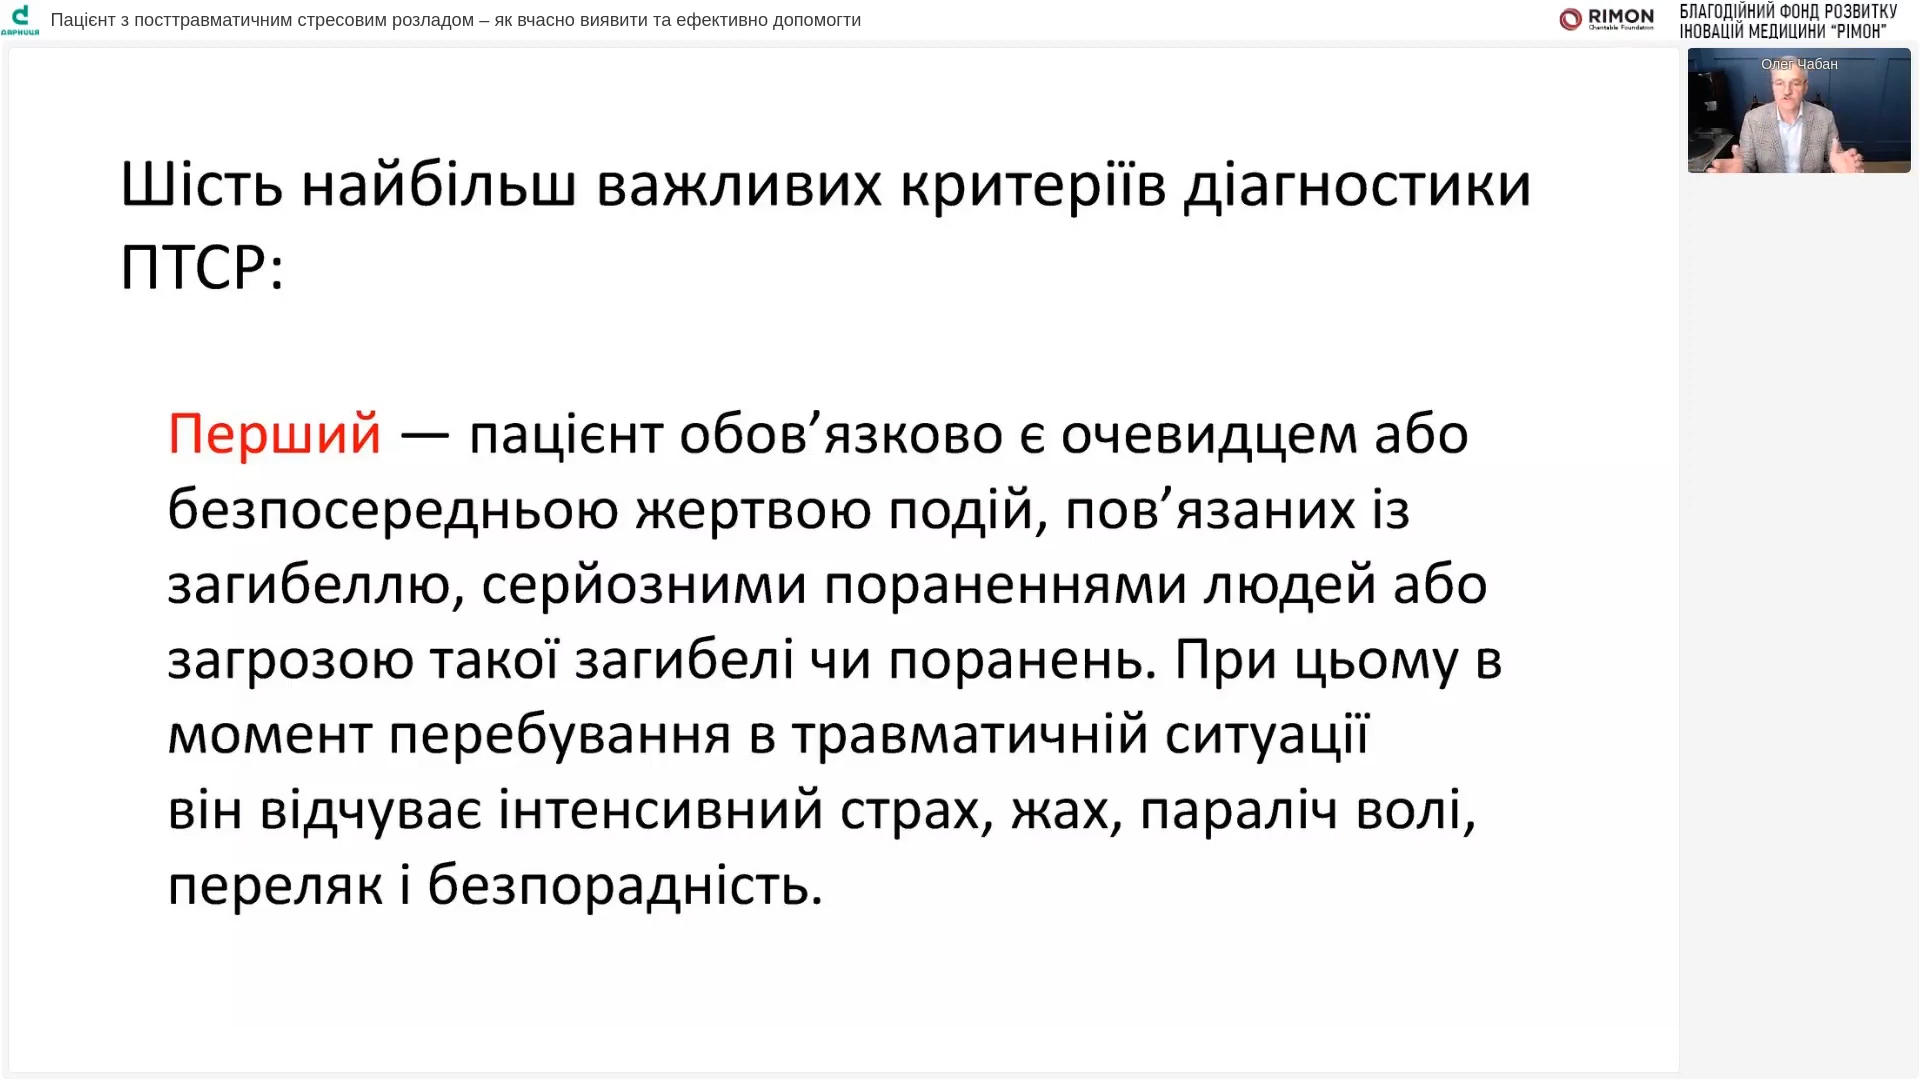 дарниця
Пацієнт з посттравматичним стресовим розладом – як вчасно виявити та ефективно допомогти
RIMON
Charitable Foundation
БЛАГОДІЙНИЙ ФОНД РОЗВИТКУ
ІНОВАЦІЙ МЕДИЦИНИ “РІМОН”
Олег Чабан
Шість найбільш важливих критеріїв діагностики
ПТСР:
Перший — пацієнт обов’язково є очевидцем або
безпосередньою жертвою подій, пов’язаних із
загибеллю, серйозними пораненнями людей або
загрозою такої загибелі чи поранень. При цьому в
момент перебування в травматичній ситуації
він відчуває інтенсивний страх, жах, параліч волі,
переляк і безпорадність.